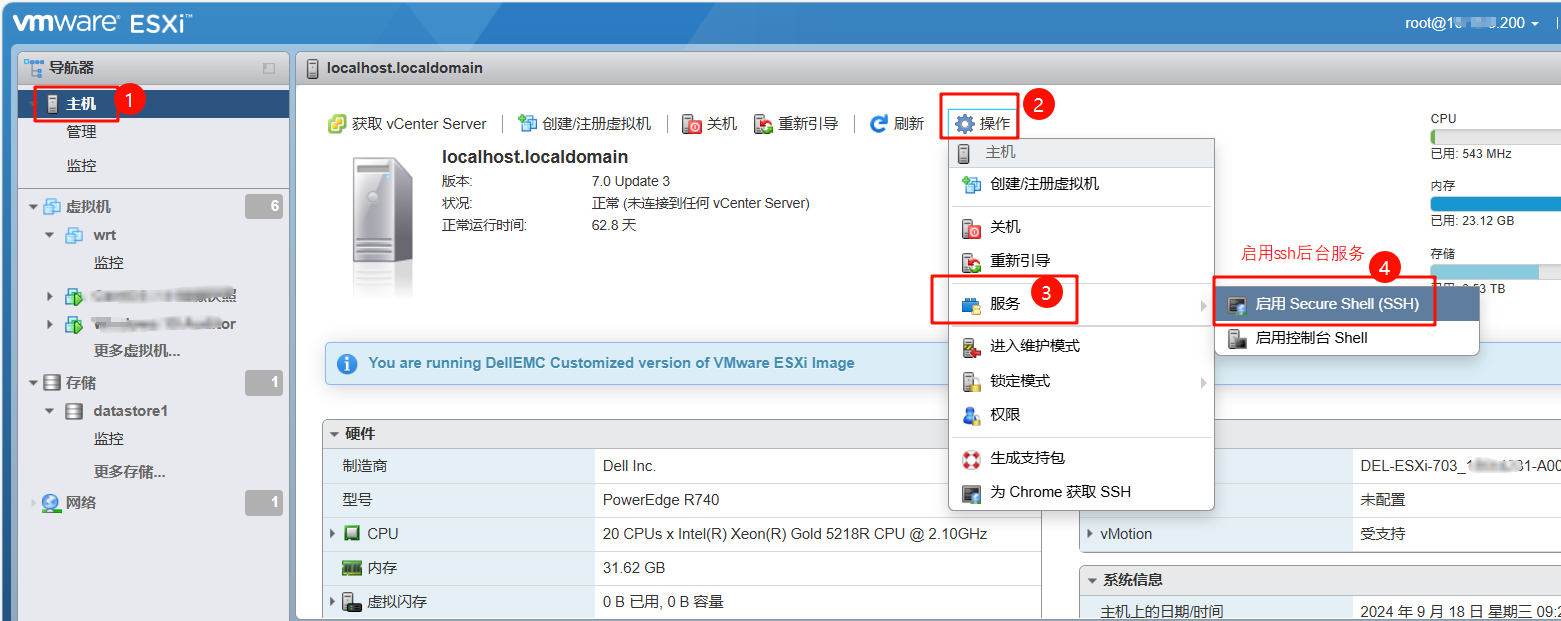 vmware ESXi™
root@1 .200
导航器
主机
1
管理
监控
虚拟机
6
wrt
监控
更多虚拟机...
存储
1
datastore1
监控
更多存储...
网络
1
localhost.localdomain
获取 vCenter Server
创建/注册虚拟机
关机
重新引导
刷新
操作
2
localhost.localdomain
版本:
7.0 Update 3
状况:
正常 (未连接到任何 vCenter Server)
正常运行时间:
62.8 天
主机
创建/注册虚拟机
关机
重新引导
服务
3
进入维护模式
锁定模式
权限
生成支持包
为 Chrome 获取 SSH
启用ssh后台服务
4
启用 Secure Shell (SSH)
启用控制台 Shell
CPU
已用: 543 MHz
内存
已用: 23.12 GB
存储
TB
You are running DellEMC Customized version of VMware ESXi Image
硬件
制造商
Dell Inc.
型号
PowerEdge R740
CPU
20 CPUs x Intel(R) Xeon(R) Gold 5218R CPU @ 2.10GHz
内存
31.62 GB
虚拟闪存
0 B 已用, 0 B 容量
DEL-ESXi-703_
未配置
vMotion
受支持
系统信息
主机上的日期/时间
2024 年 9 月 18 日 星期三 09:2